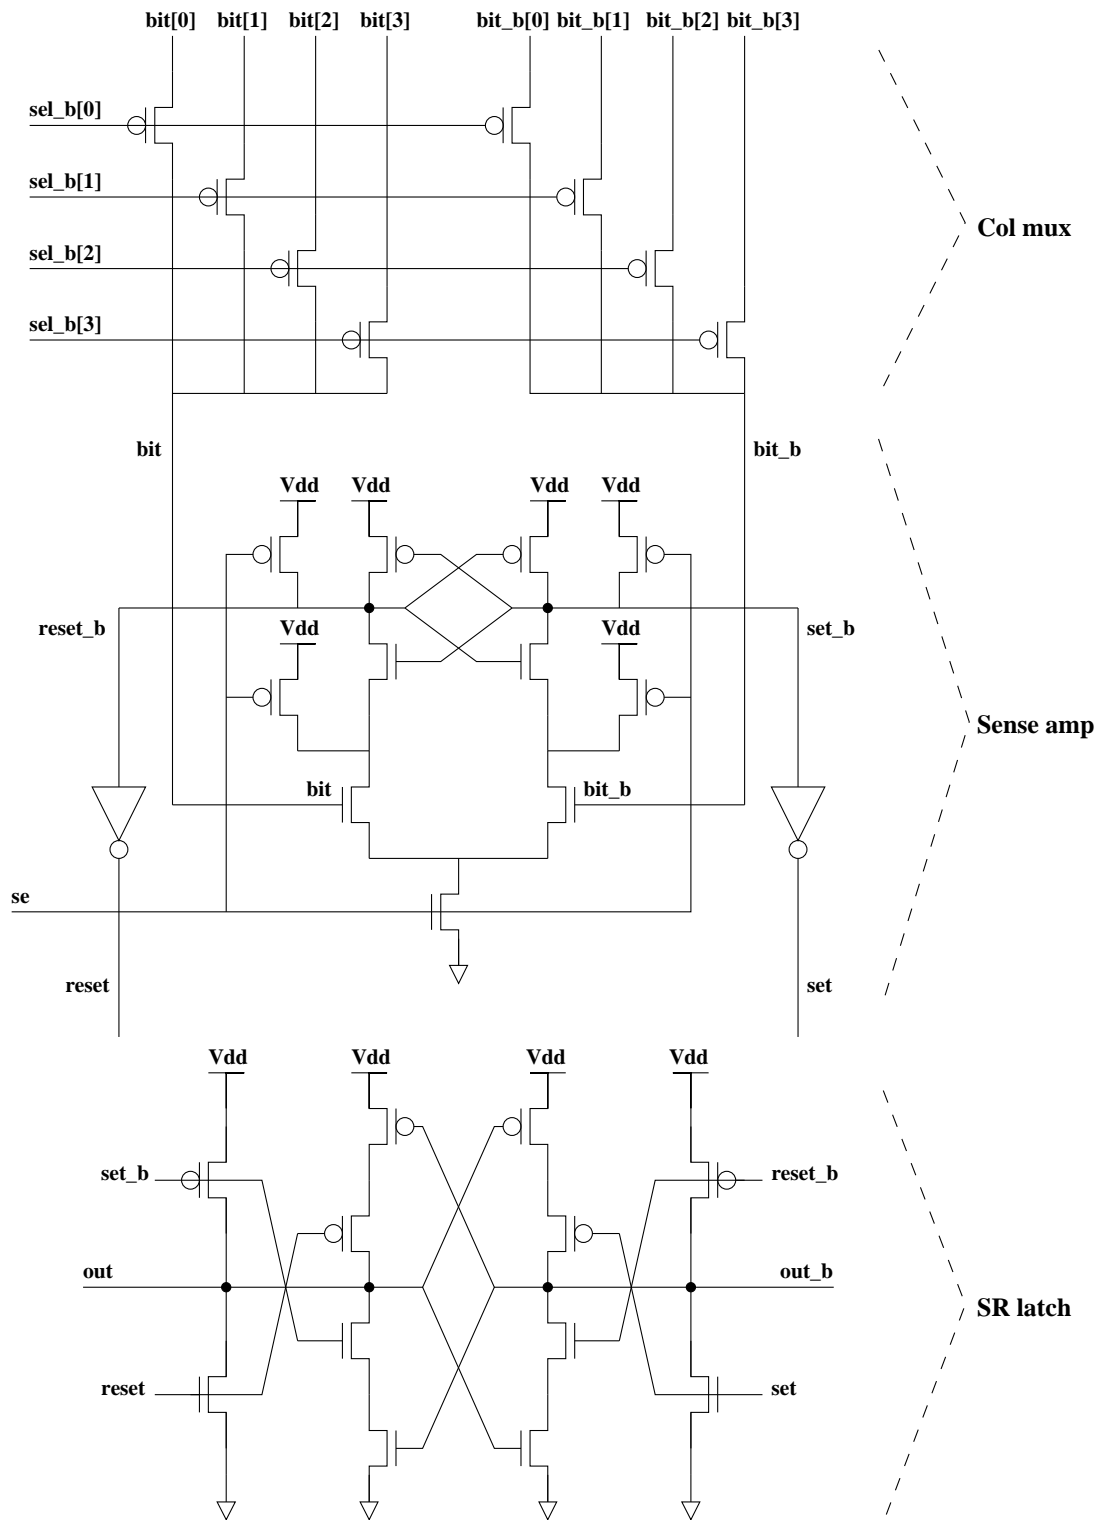 bit[0] bit[1] bit[2] bit[3] bit_b[0] bit_b[1] bit_b[2] bit_b[3]
sel_b[0]
sel_b[1]
Col mux
sel_b[2]
sel_b[3]
bit bit_b
Vdd Vdd Vdd Vdd
reset_b Vdd Vdd set_b
Sense amp
bit bit_b
se
reset set
Vdd Vdd Vdd Vdd
set_b reset_b
out out_b
SR latch
reset set